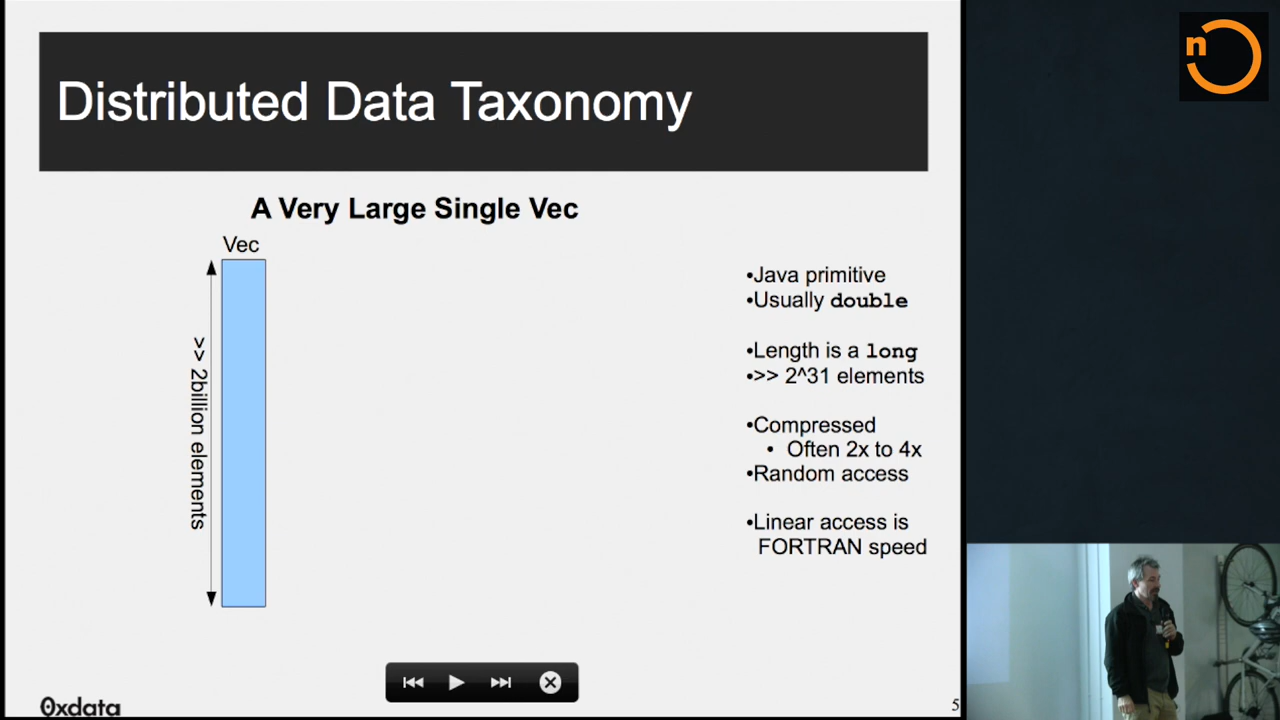 n
Distributed Data Taxonomy
A Very Large Single Vec
Vec
>> 2billion elements
•Java primitive
•Usually double
•Length is a long
•>> 2^31 elements
•Compressed
• Often 2x to 4x
•Random access
•Linear access is
FORTRAN speed
0xdata
5